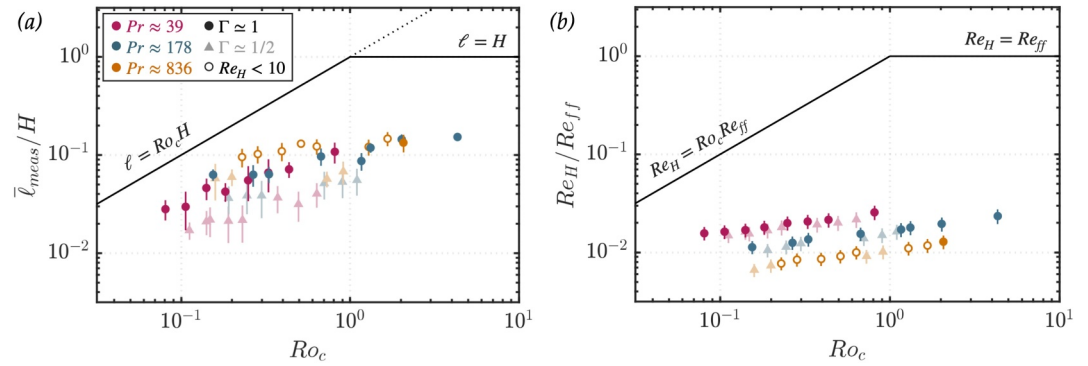 (a)
Pr ≈ 39
Γ ≃ 1
Pr ≈ 178
Γ ≃ 1/2
Pr ≈ 836
Re_H < 10
ℓ = H
ℓ = Ro_c H
10^0
10^-1
10^-2
ℓ̄_meas/H
10^-1
10^0
10^1
Ro_c
(b)
Re_H = Re_ff
Re_H = Ro_c Re_ff
10^0
10^-1
10^-2
Re_H/Re_ff
10^-1
10^0
10^1
Ro_c